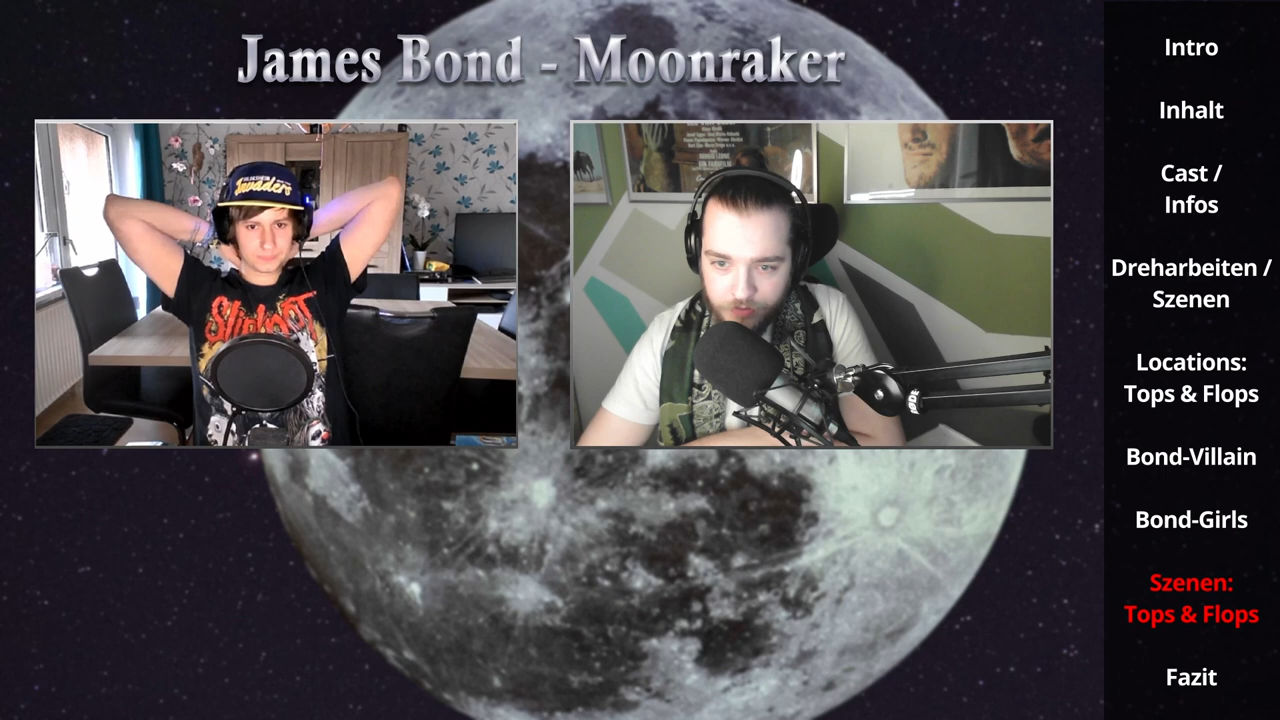 James Bond - Moonraker
HILDESHEIM
Invaders
Slipknot
Intro
Inhalt
Cast /
Infos
Dreharbeiten /
Szenen
Locations:
Tops & Flops
Bond-Villain
Bond-Girls
Szenen:
Tops & Flops
Fazit